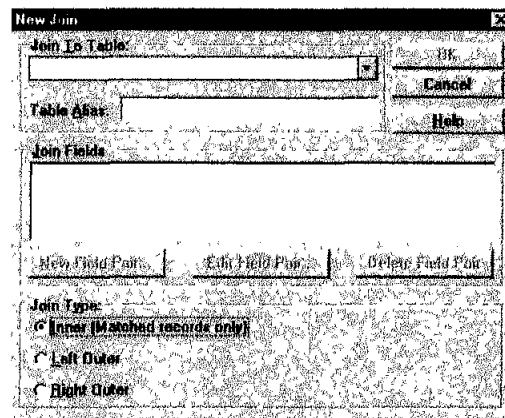 New Join
Join To Table:
OK
Cancel
Table Alias:
Help
Join Fields
New Field Pair
Edit Field Pair
Delete Field Pair
Join Type:
Inner (Matched records only)
Left Outer
Right Outer